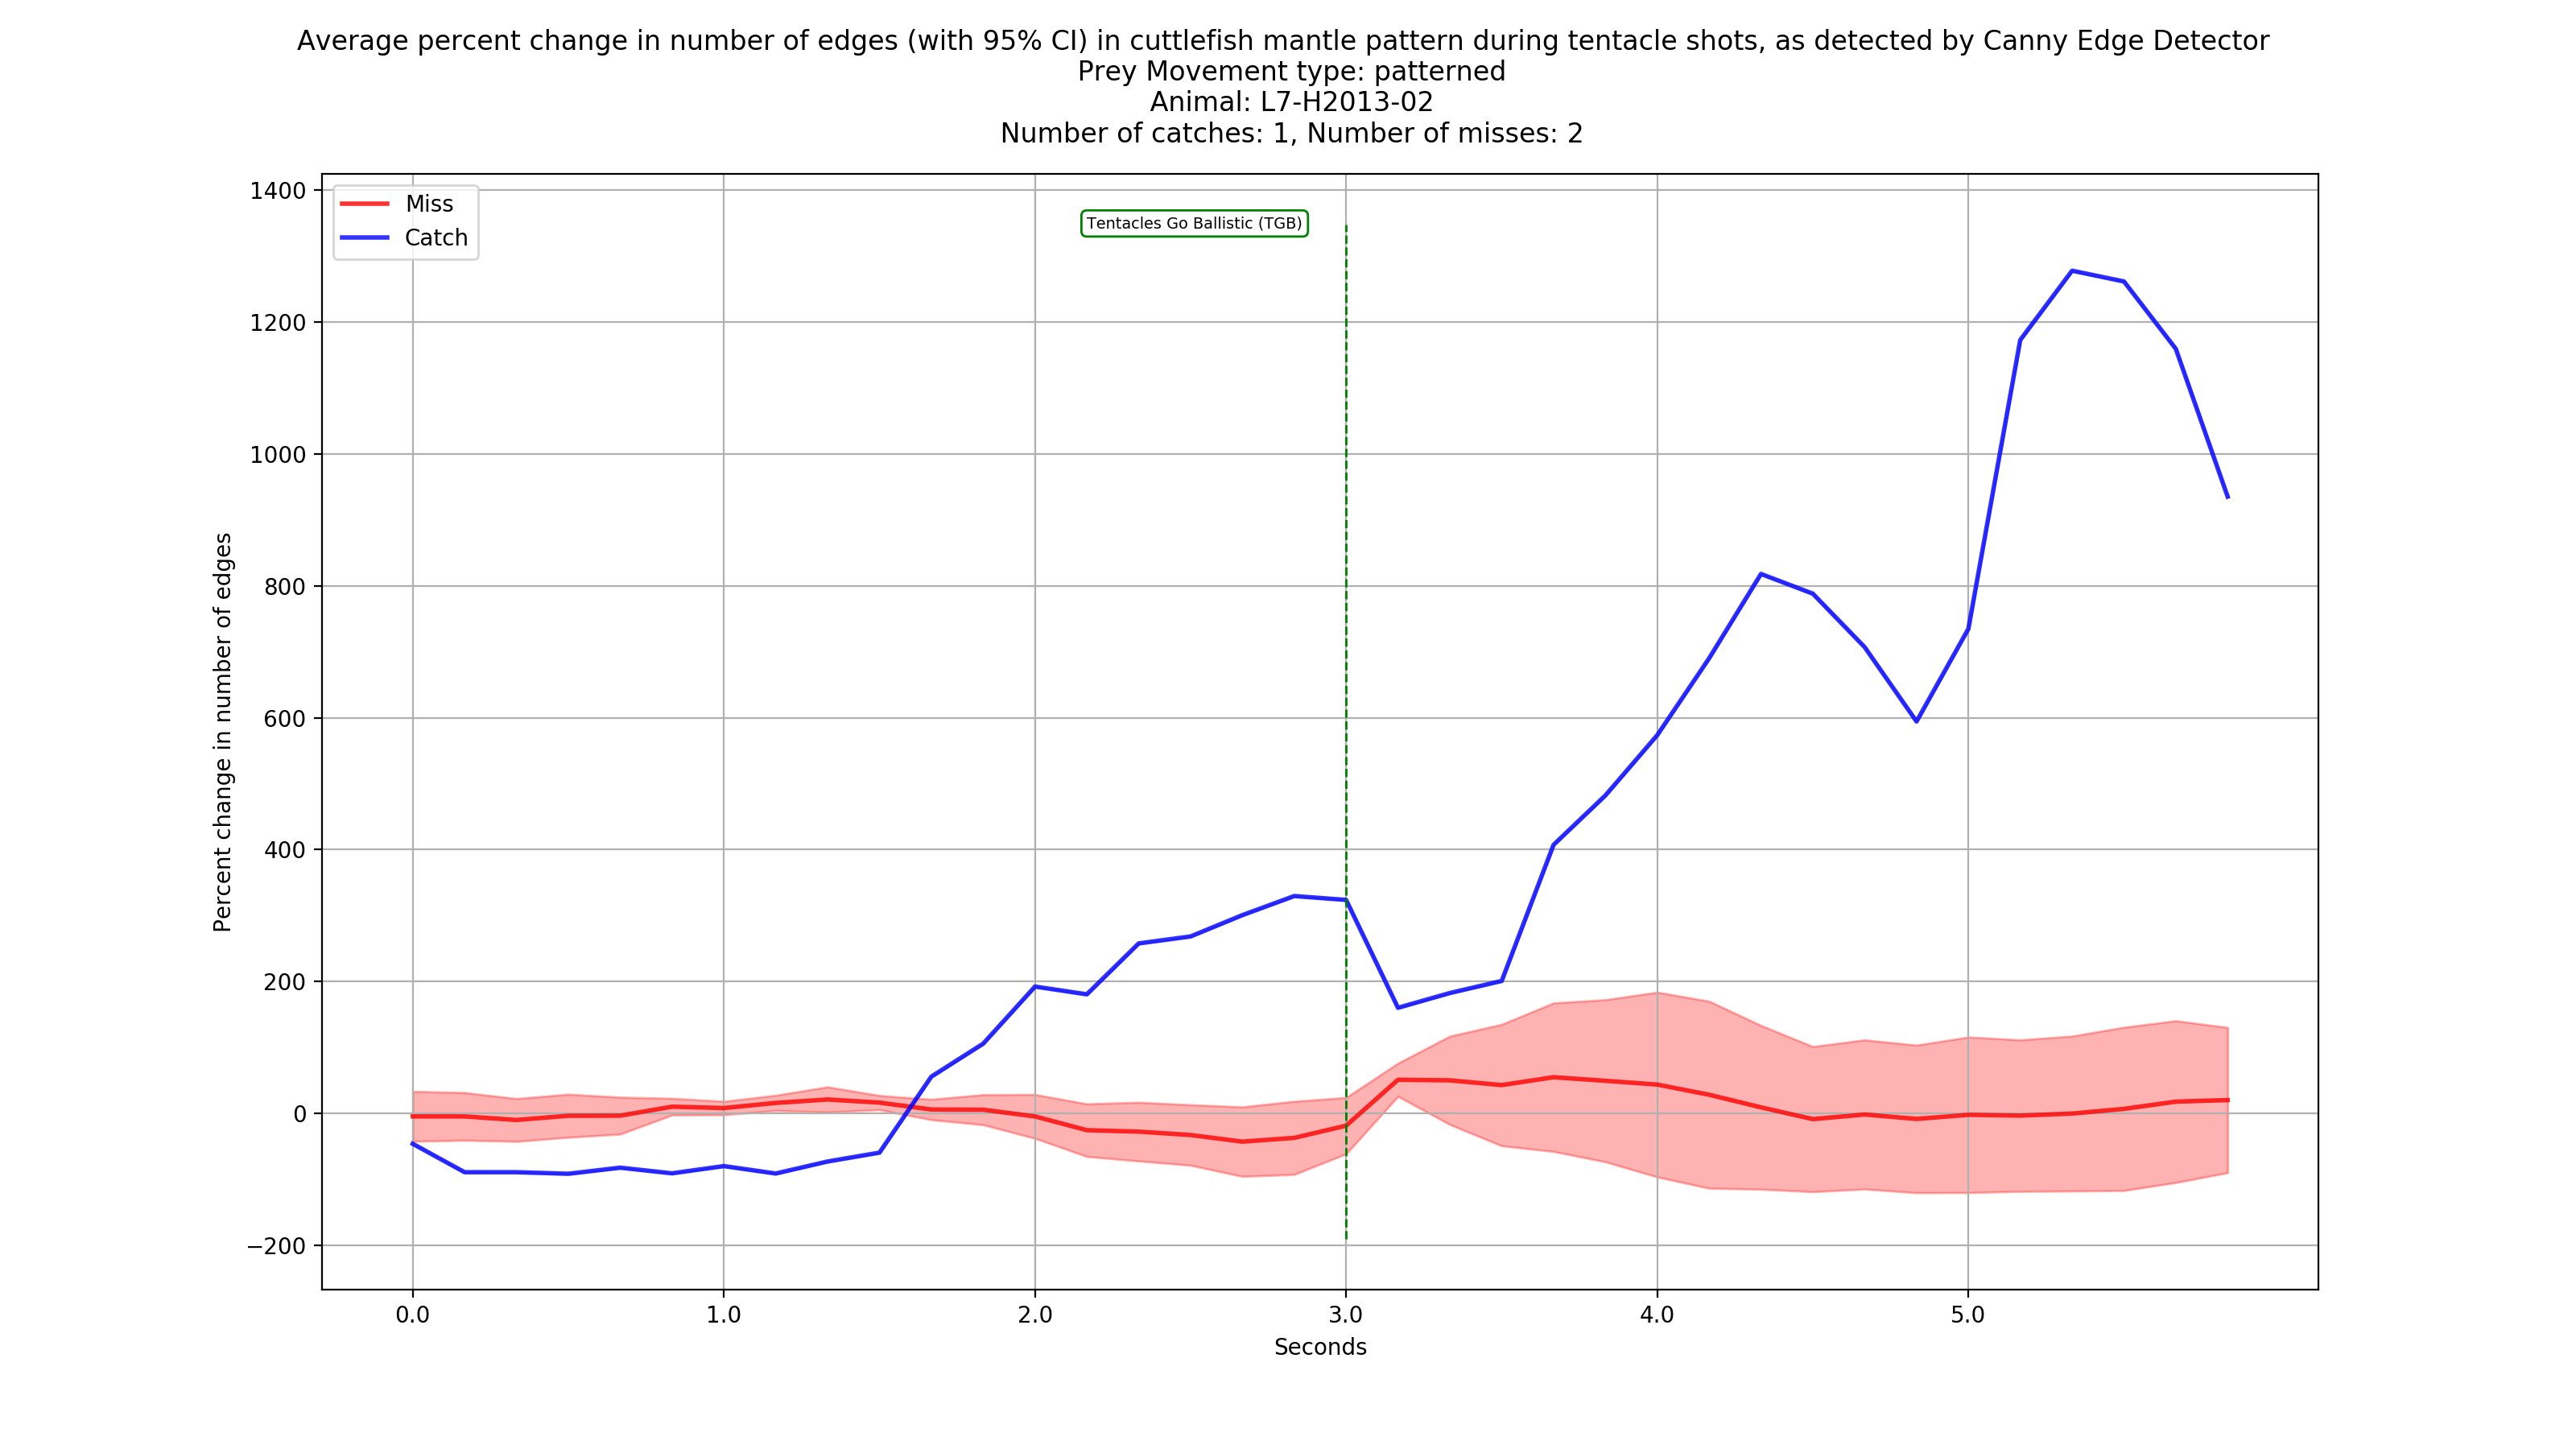 Average percent change in number of edges (with 95% CI) in cuttlefish mantle pattern during tentacle shots, as detected by Canny Edge Detector
Prey Movement type: patterned
Animal: L7-H2013-02
Number of catches: 1, Number of misses: 2
Miss
Catch
Tentacles Go Ballistic (TGB)
Percent change in number of edges
1400
1200
1000
800
600
400
200
0
−200
0.0 1.0 2.0 3.0 4.0 5.0
Seconds